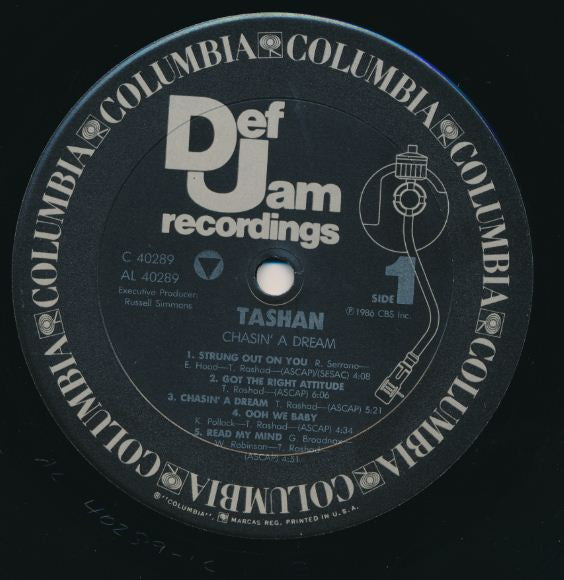 COLUMBIA COLUMBIA COLUMBIA COLUMBIA COLUMBIA COLUMBIA COLUMBIA COLUMBIA
Def
Jam
recordings
C 40289
AL 40289
Executive Producer:
Russell Simmons
SIDE 1
℗ 1986 CBS Inc.
TASHAN
CHASIN' A DREAM
1. STRUNG OUT ON YOU R. Serrano—
E. Hood—T. Rashad—(ASCAP)/(SESAC) 4:08
2. GOT THE RIGHT ATTITUDE
T. Rashad—(ASCAP) 6:06
3. CHASIN' A DREAM T. Rashad—(ASCAP) 5:21
4. OOH WE BABY
K. Pollock—T. Rashad—(ASCAP) 4:34
5. READ MY MIND G. Broadnax—
W. Robinson—T. Rashad—
(ASCAP) 4:51
® "COLUMBIA", MARCAS REG. PRINTED IN U.S.A.
AL 40289-1C